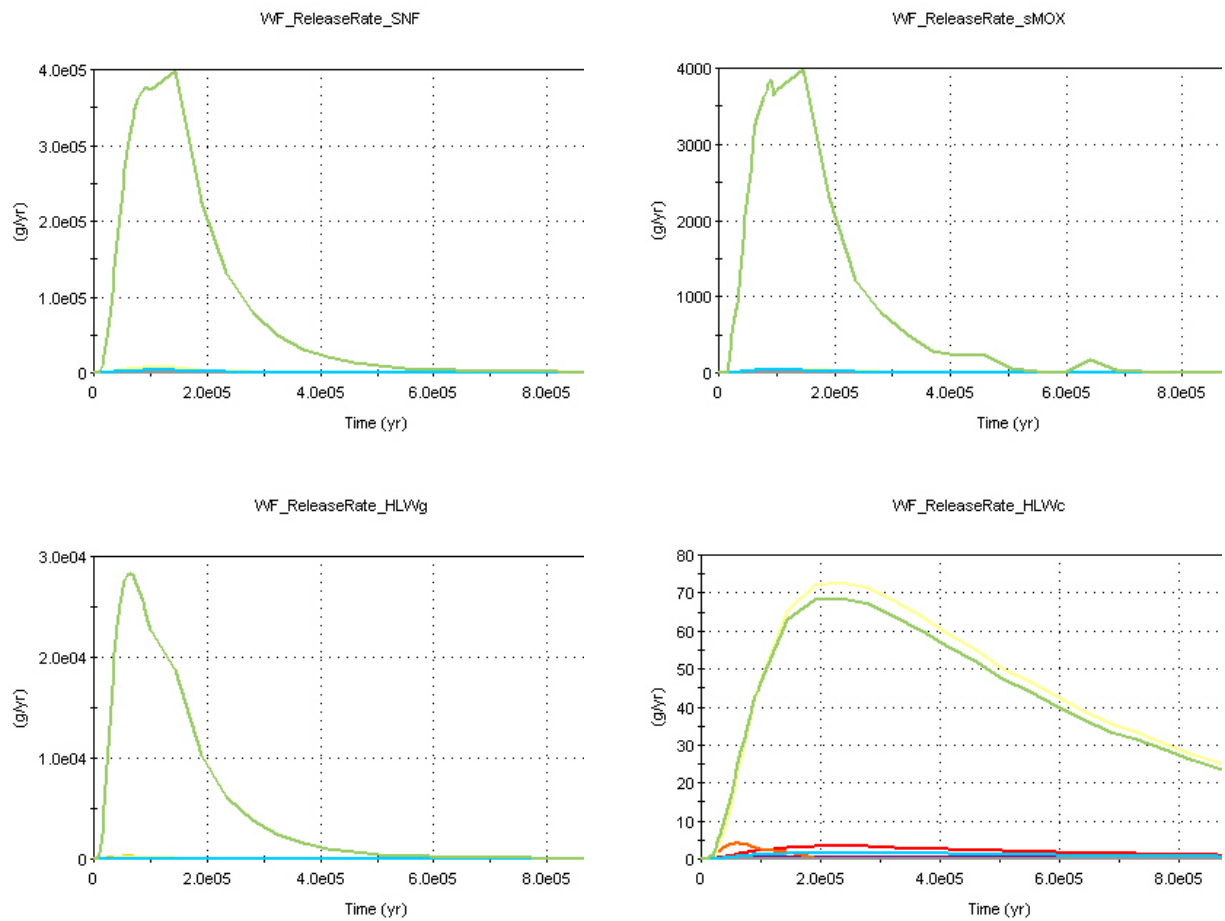 WF_ReleaseRate_SNF
4.0e05
3.0e05
2.0e05
1.0e05
0
(g/yr)
0 2.0e05 4.0e05 6.0e05 8.0e05
Time (yr)
WF_ReleaseRate_sMOX
4000
3000
2000
1000
0
(g/yr)
0 2.0e05 4.0e05 6.0e05 8.0e05
Time (yr)
WF_ReleaseRate_HLWg
3.0e04
2.0e04
1.0e04
0
(g/yr)
0 2.0e05 4.0e05 6.0e05 8.0e05
Time (yr)
WF_ReleaseRate_HLWc
80
70
60
50
40
30
20
10
0
(g/yr)
0 2.0e05 4.0e05 6.0e05 8.0e05
Time (yr)